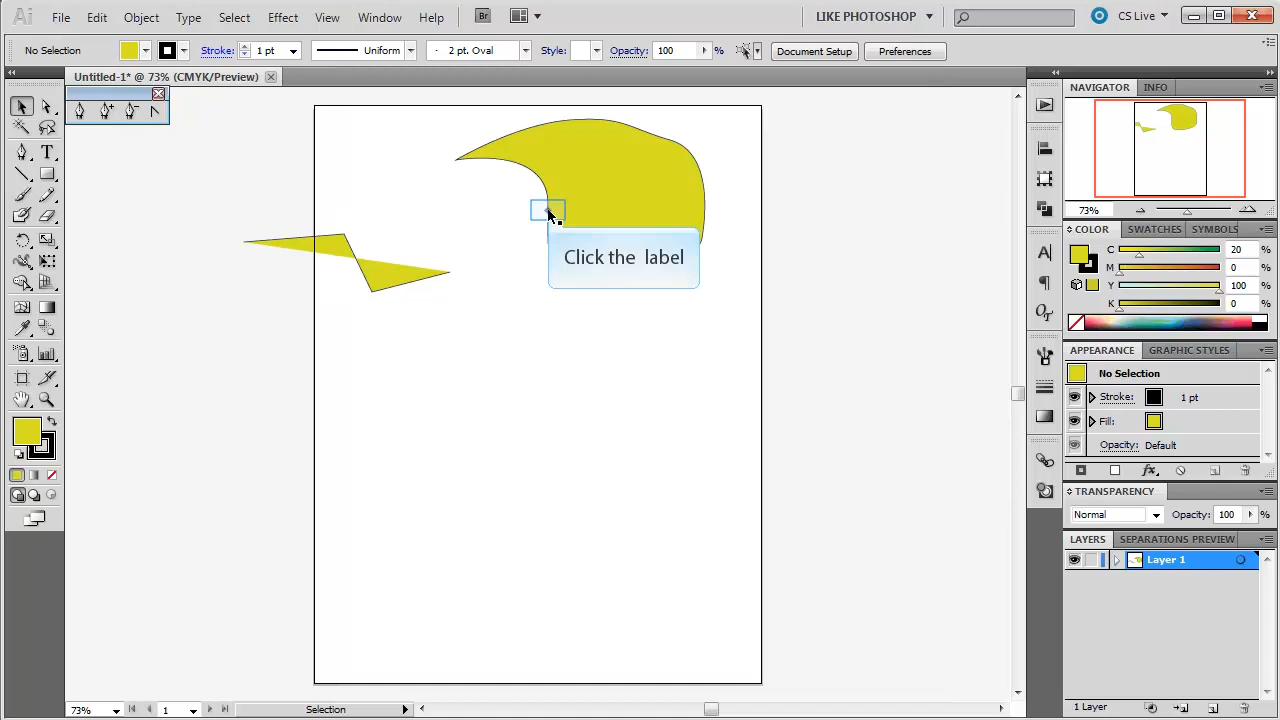 Ai File Edit Object Type Select Effect View Window Help Br LIKE PHOTOSHOP CS Live
No Selection Stroke: 1 pt Uniform 2 pt. Oval Style: Opacity: 100 % Document Setup Preferences
Untitled-1* @ 73% (CMYK/Preview)
NAVIGATOR INFO
73%
COLOR SWATCHES SYMBOLS
C 20 %
M 0 %
Y 100 %
K 0 %
Click the label
APPEARANCE GRAPHIC STYLES
No Selection
Stroke: 1 pt
Fill:
Opacity: Default
TRANSPARENCY
Normal Opacity: 100 %
LAYERS SEPARATIONS PREVIEW
Layer 1
1 Layer
73% 1 Selection